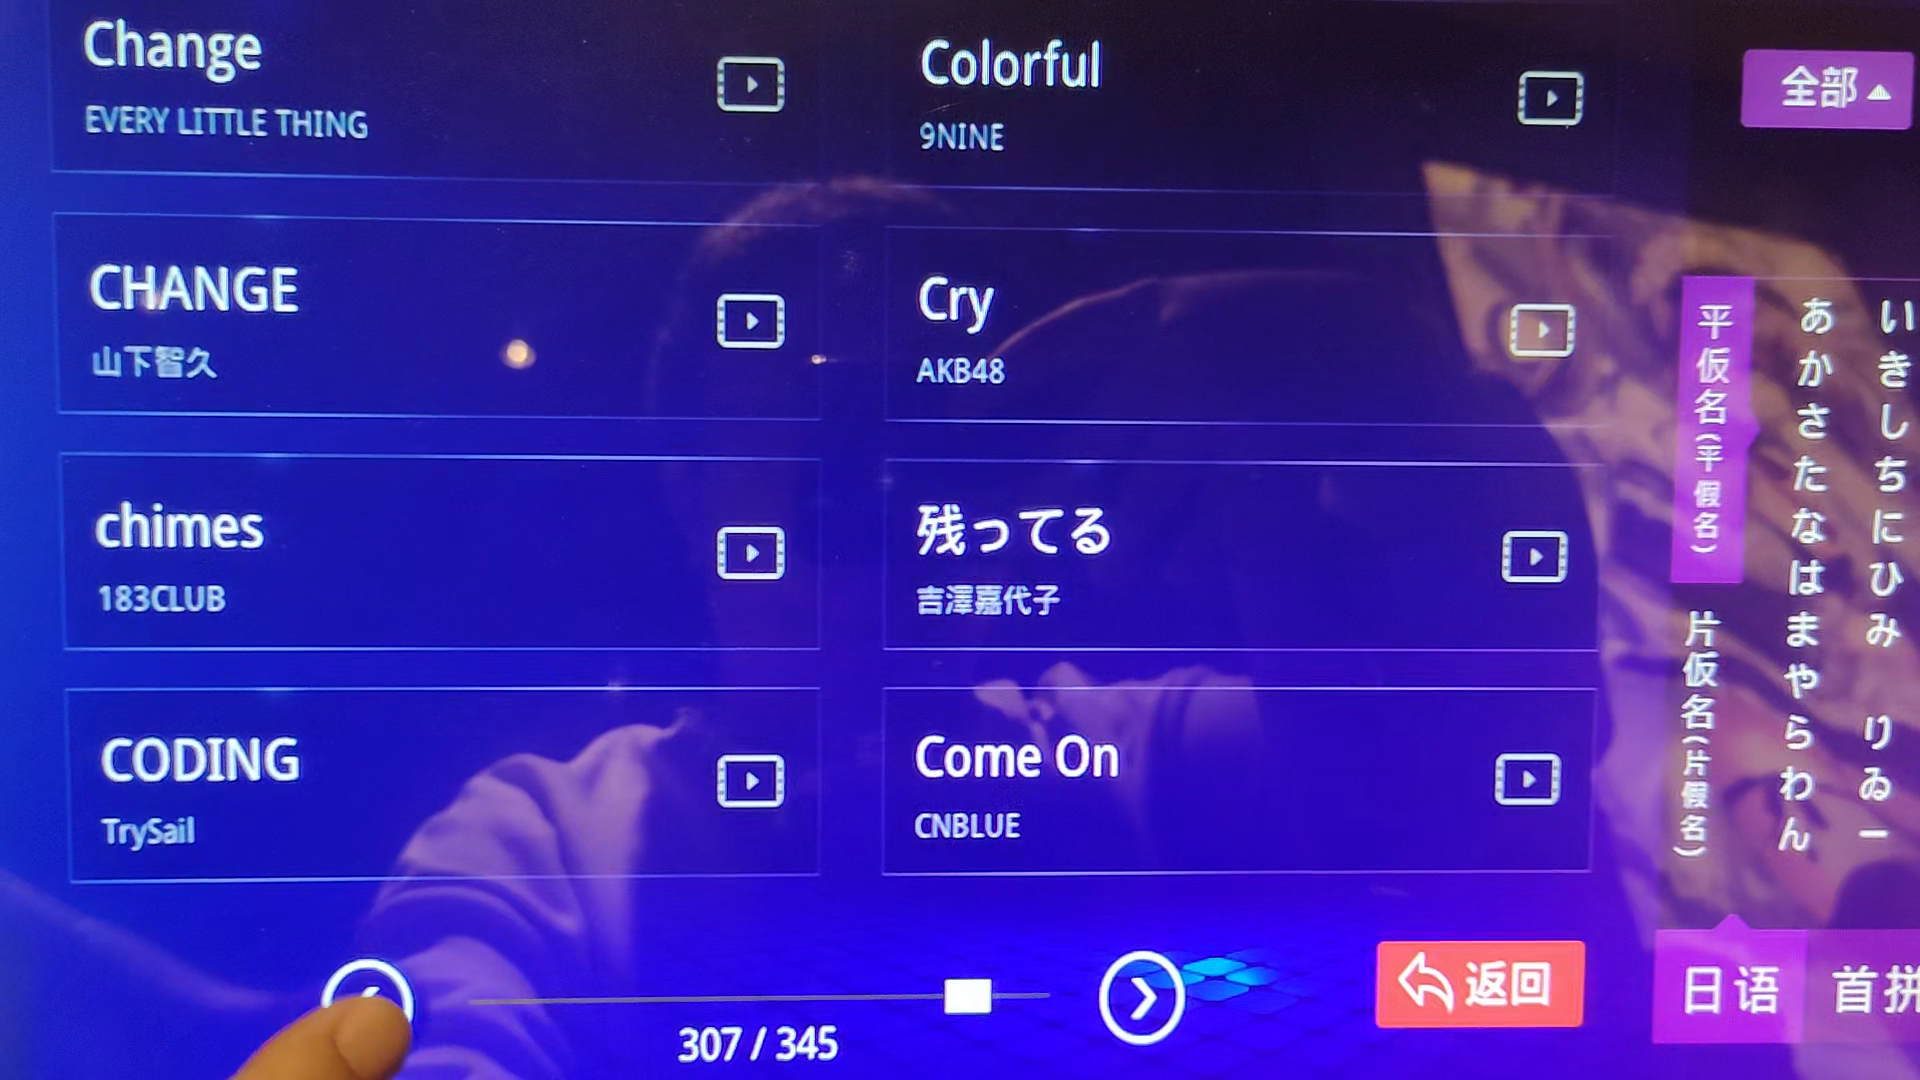 Change
EVERY LITTLE THING
Colorful
9NINE
CHANGE
山下智久
Cry
AKB48
chimes
183CLUB
残ってる
吉澤嘉代子
CODING
TrySail
Come On
CNBLUE
307 / 345
返回
全部
平仮名(平假名)
片仮名(片假名)
あかさたなはまやらわん
いきしちにひみ りゐー
日语
首拼